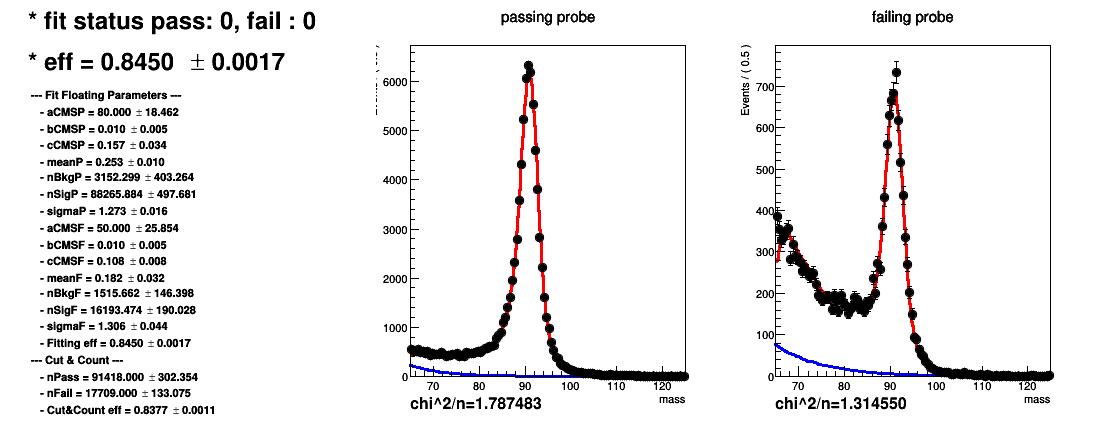 * fit status pass: 0, fail : 0
* eff = 0.8450 ± 0.0017
--- Fit Floating Parameters ---
- aCMSP = 80.000 ± 18.462
- bCMSP = 0.010 ± 0.005
- cCMSP = 0.157 ± 0.034
- meanP = 0.253 ± 0.010
- nBkgP = 3152.299 ± 403.264
- nSigP = 88265.884 ± 497.681
- sigmaP = 1.273 ± 0.016
- aCMSF = 50.000 ± 25.854
- bCMSF = 0.010 ± 0.005
- cCMSF = 0.108 ± 0.008
- meanF = 0.182 ± 0.032
- nBkgF = 1515.662 ± 146.398
- nSigF = 16193.474 ± 190.028
- sigmaF = 1.306 ± 0.044
- Fitting eff = 0.8450 ± 0.0017
--- Cut & Count ---
- nPass = 91418.000 ± 302.354
- nFail = 17709.000 ± 133.075
- Cut&Count eff = 0.8377 ± 0.0011
passing probe
6000
5000
4000
3000
2000
1000
0
70 80 90 100 110 120
mass
chi^2/n=1.787483
failing probe
Events / ( 0.5 )
700
600
500
400
300
200
100
0
70 80 90 100 110 120
mass
chi^2/n=1.314550